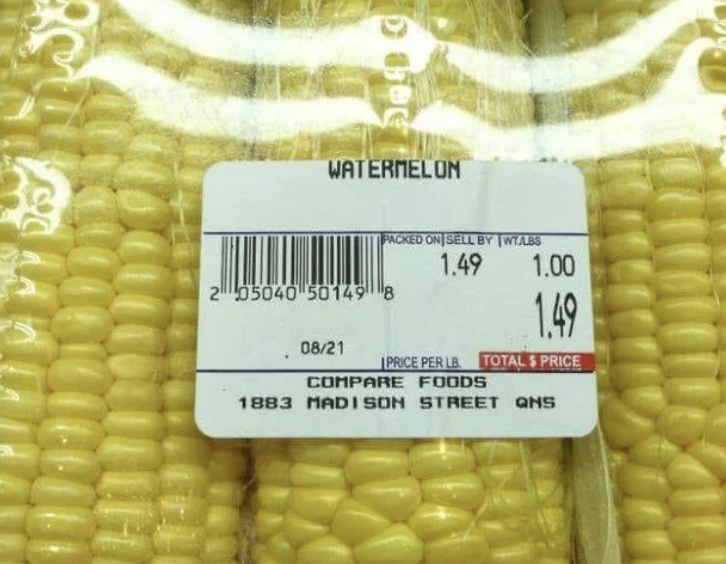 WATERMELON
PACKED ON SELL BY WT/LBS
1.49 1.00
2 05040 50149 8
1.49
08/21
PRICE PER LB. TOTAL $ PRICE
COMPARE FOODS
1883 MADISON STREET QNS